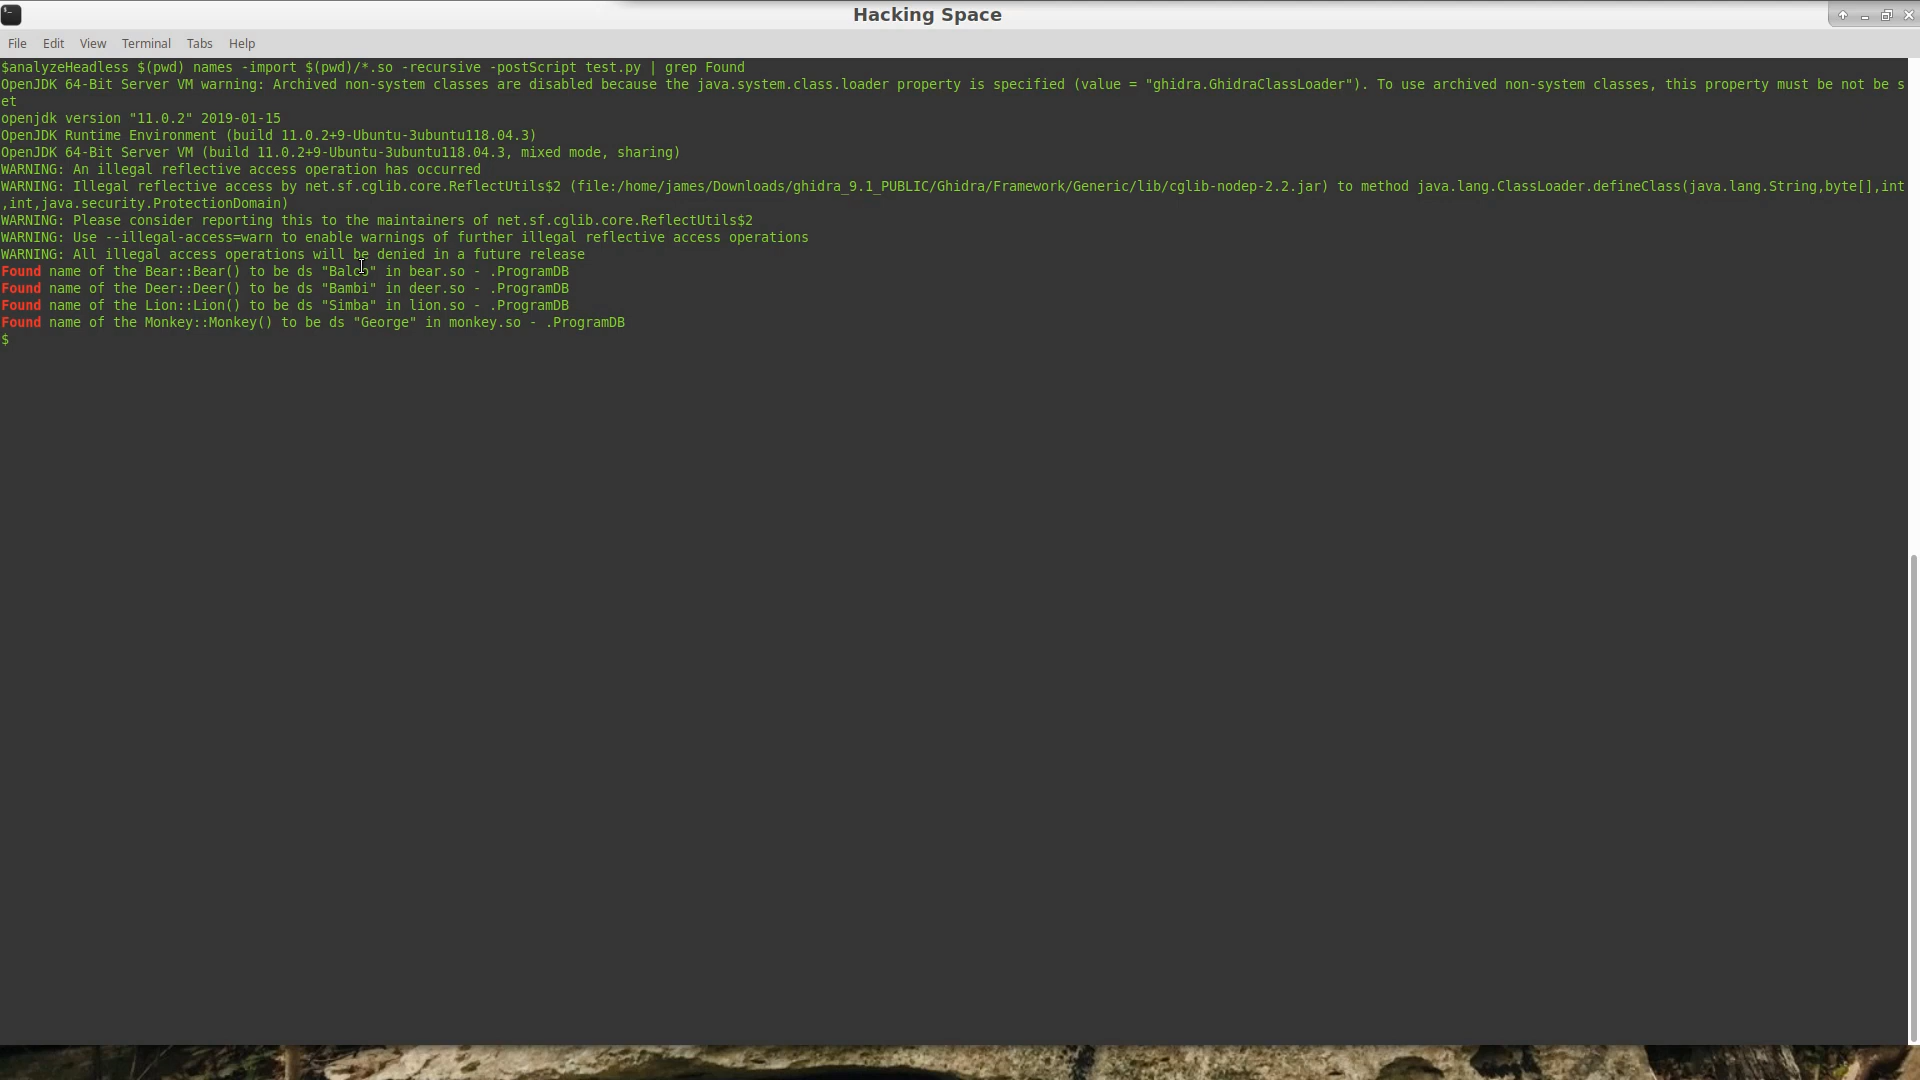 Hacking Space
File Edit View Terminal Tabs Help
$analyzeHeadless $(pwd) names -import $(pwd)/*.so -recursive -postScript test.py | grep Found
OpenJDK 64-Bit Server VM warning: Archived non-system classes are disabled because the java.system.class.loader property is specified (value = "ghidra.GhidraClassLoader"). To use archived non-system classes, this property must be not be s
et
openjdk version "11.0.2" 2019-01-15
OpenJDK Runtime Environment (build 11.0.2+9-Ubuntu-3ubuntu118.04.3)
OpenJDK 64-Bit Server VM (build 11.0.2+9-Ubuntu-3ubuntu118.04.3, mixed mode, sharing)
WARNING: An illegal reflective access operation has occurred
WARNING: Illegal reflective access by net.sf.cglib.core.ReflectUtils$2 (file:/home/james/Downloads/ghidra_9.1_PUBLIC/Ghidra/Framework/Generic/lib/cglib-nodep-2.2.jar) to method java.lang.ClassLoader.defineClass(java.lang.String,byte[],int
,int,java.security.ProtectionDomain)
WARNING: Please consider reporting this to the maintainers of net.sf.cglib.core.ReflectUtils$2
WARNING: Use --illegal-access=warn to enable warnings of further illegal reflective access operations
WARNING: All illegal access operations will be denied in a future release
Found name of the Bear::Bear() to be ds in bear.so - .ProgramDB
Found name of the Deer::Deer() to be ds "Bambi" in deer.so - .ProgramDB
Found name of the Lion::Lion() to be ds "Simba" in lion.so - .ProgramDB
Found name of the Monkey::Monkey() to be ds "George" in monkey.so - .ProgramDB
$